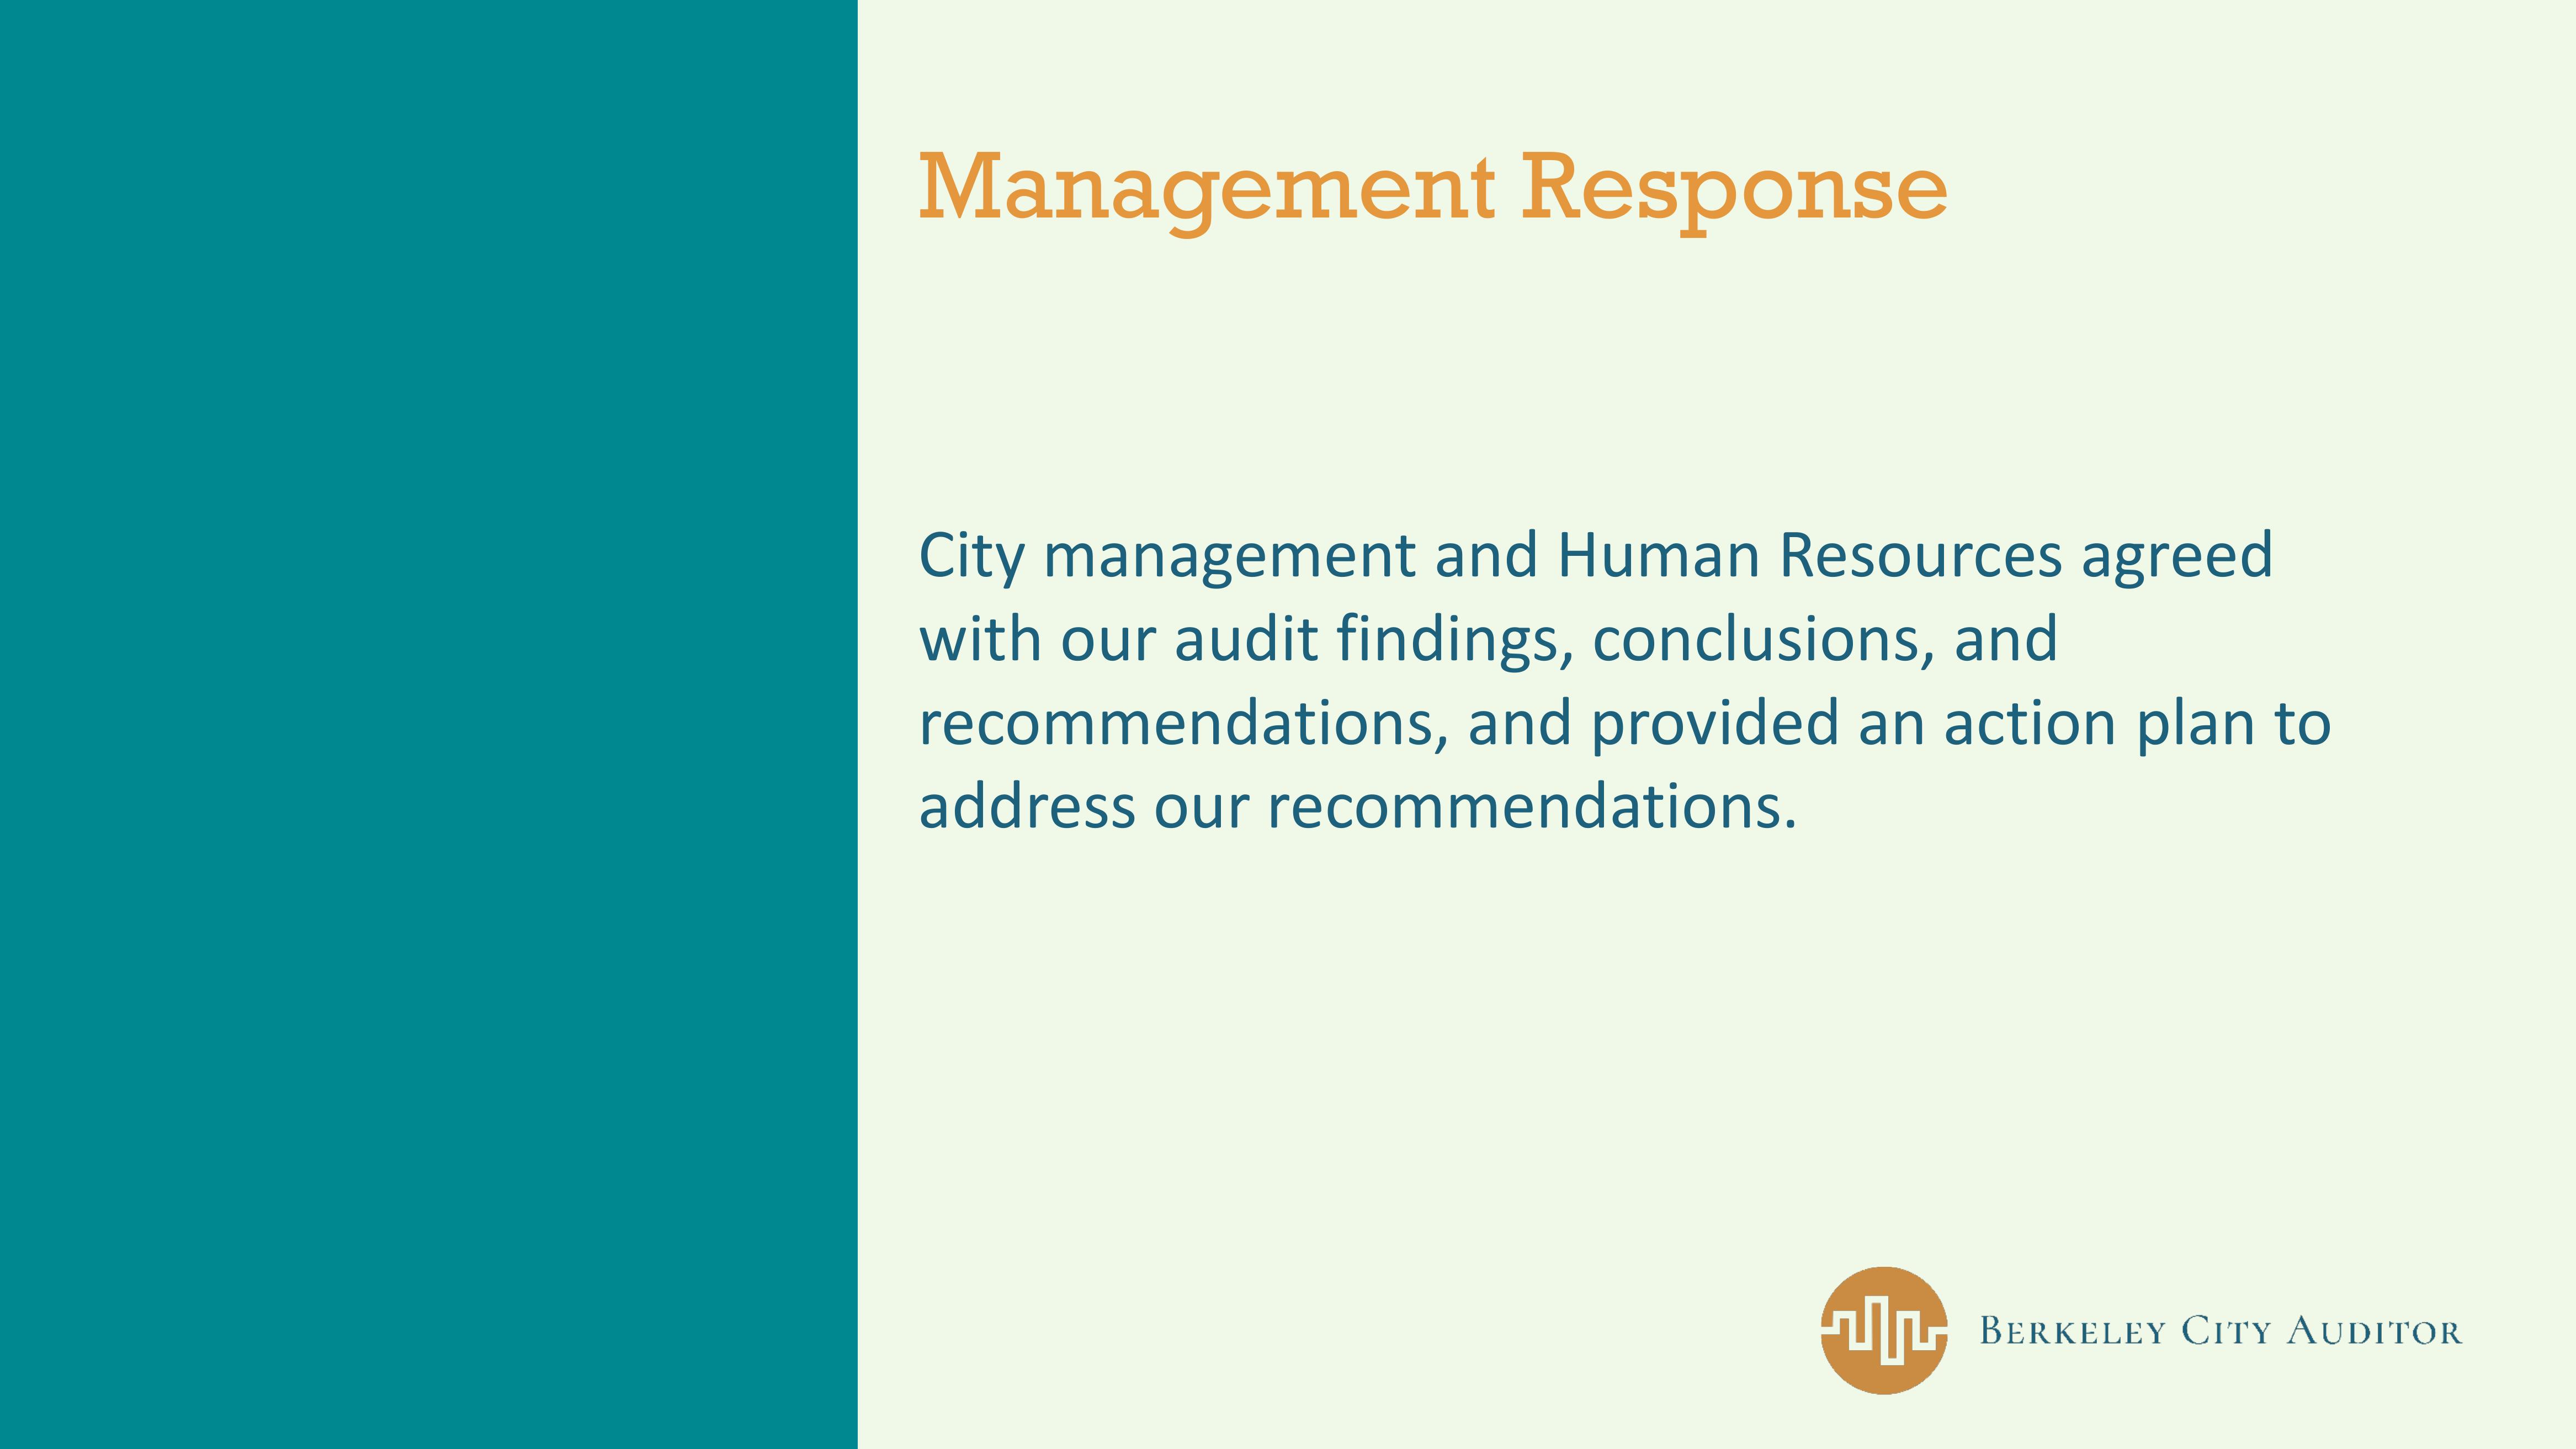 Management Response
City management and Human Resources agreed
with our audit findings, conclusions, and
recommendations, and provided an action plan to
address our recommendations.
BERKELEY CITY AUDITOR